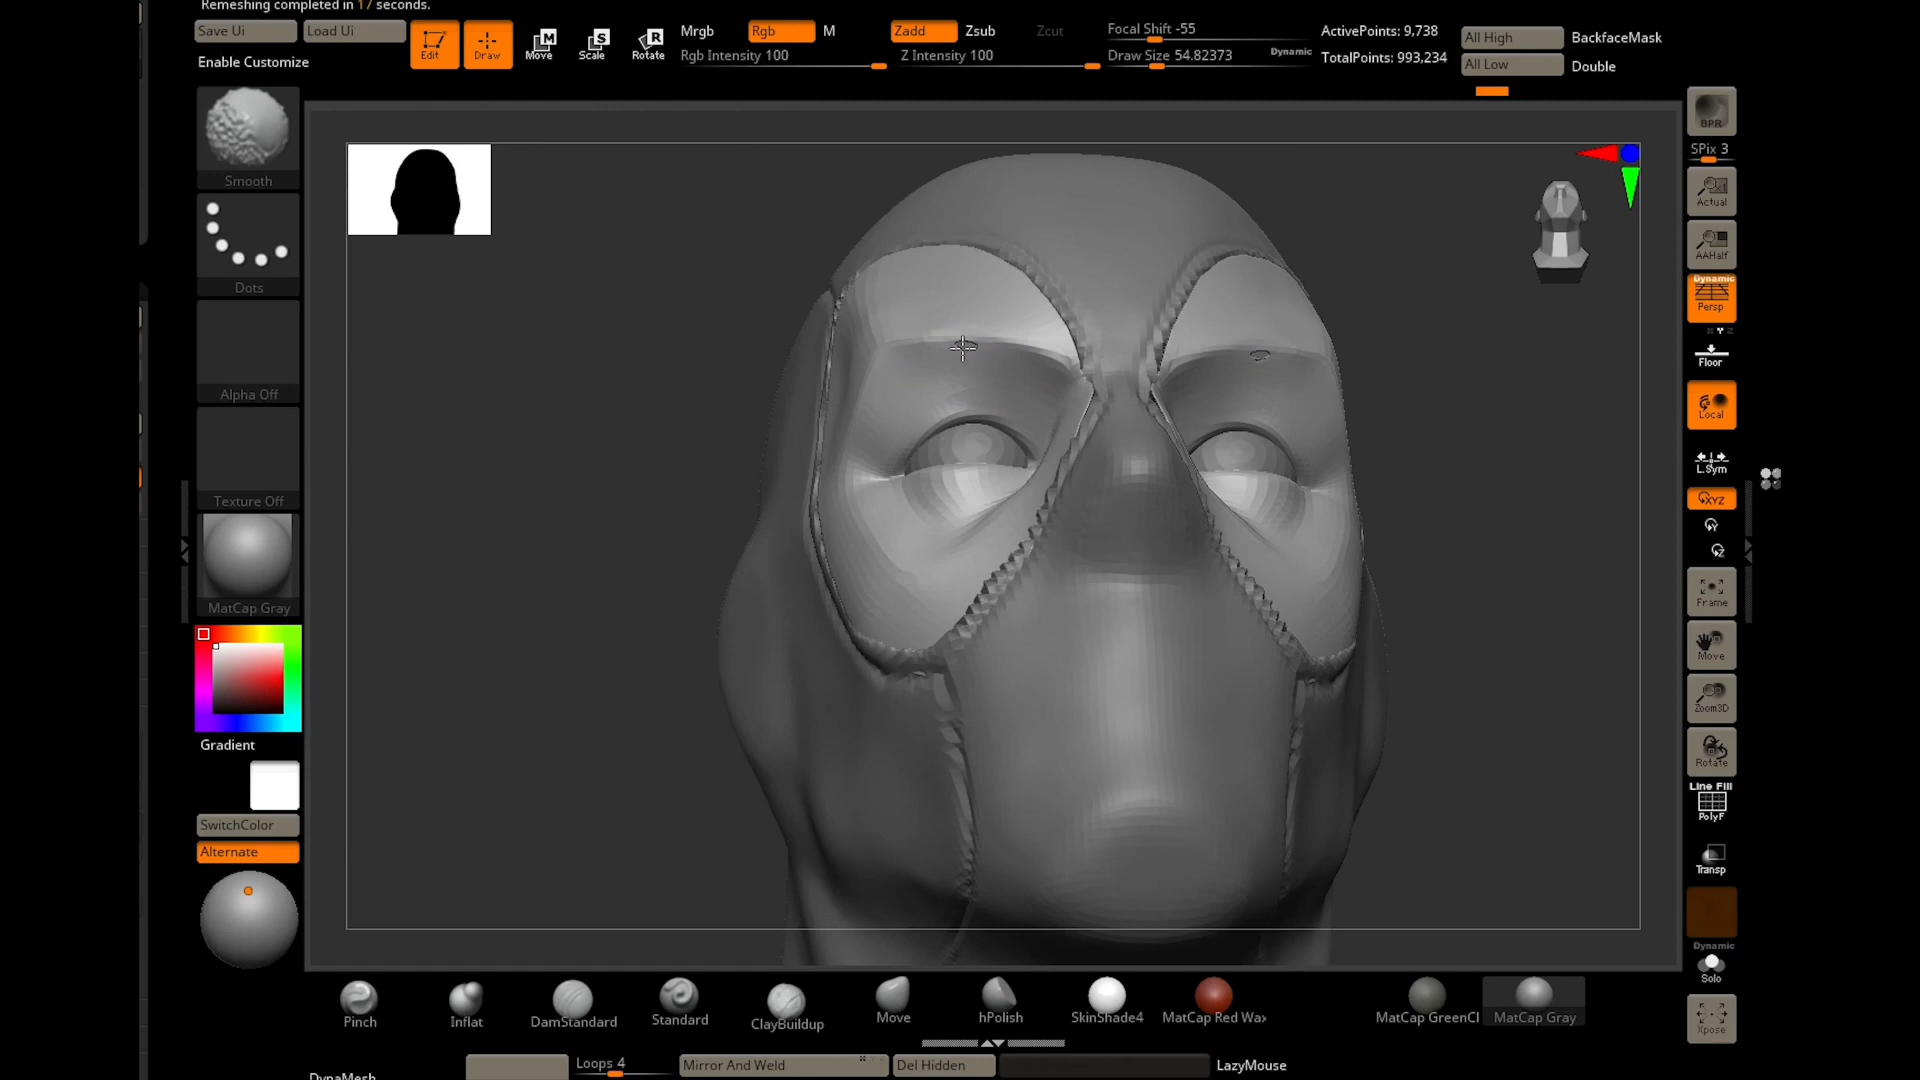 Remeshing completed in 17 seconds.
Save Ui
Load Ui
Enable Customize
Edit
Draw
Move
Scale
Rotate
Mrgb
Rgb
M
Rgb Intensity 100
Zadd
Zsub
Zcut
Z Intensity 100
Focal Shift -55
Draw Size 54.82373
Dynamic
ActivePoints: 9,738
TotalPoints: 993,234
All High
All Low
BackfaceMask
Double
Smooth
Dots
Alpha Off
Texture Off
MatCap Gray
Gradient
SwitchColor
Alternate
BPR
SPix 3
Actual
AAHalf
Dynamic
Persp
Floor
Local
L.Sym
XYZ
Frame
Move
Zoom3D
Rotate
Line Fill
PolyF
Transp
Dynamic
Solo
Xpose
Pinch
Inflat
DamStandard
Standard
ClayBuildup
Move
hPolish
SkinShade4
MatCap Red Wax
MatCap GreenCl
MatCap Gray
DynaMesh
Loops 4
Mirror And Weld
Del Hidden
LazyMouse